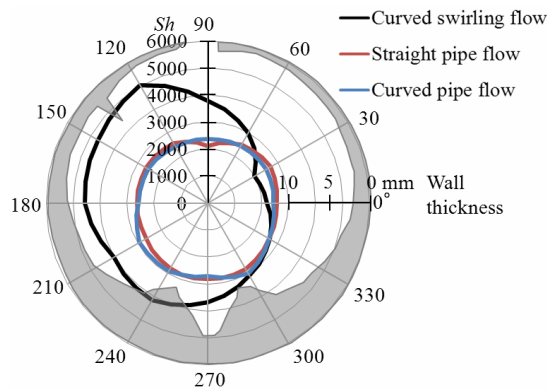 Sh 90
Curved swirling flow
Straight pipe flow
Curved pipe flow
120
60
6000
5000
4000
3000
2000
1000
0
150
30
180
10 5 0 mm
0°
Wall
thickness
210
330
240
300
270